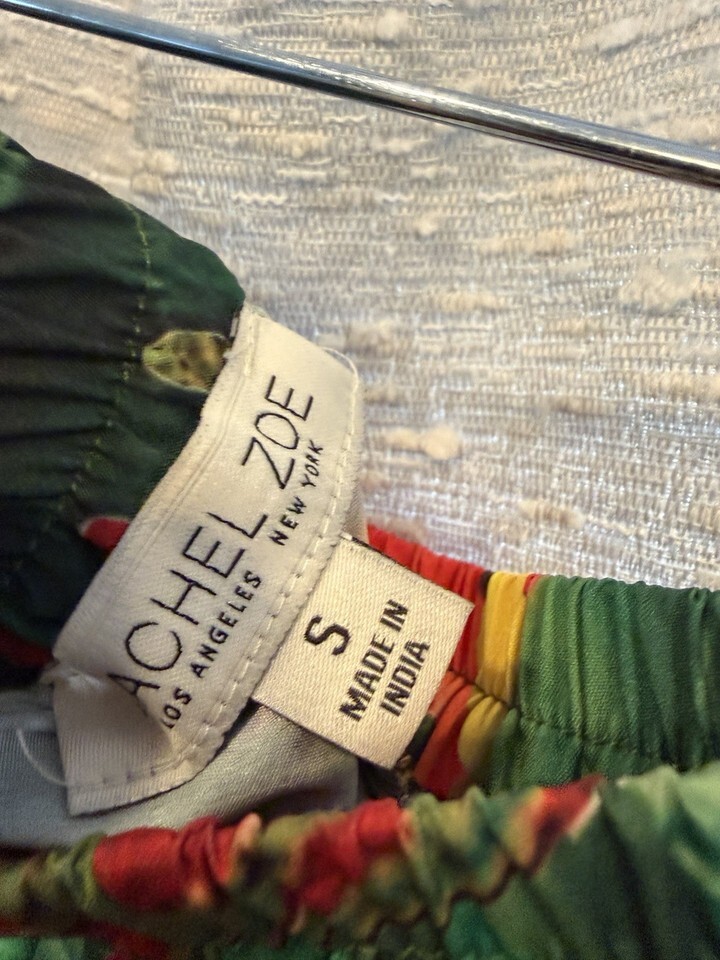 ACHEL ZOE
LOS ANGELES NEW YORK
S
MADE IN
INDIA